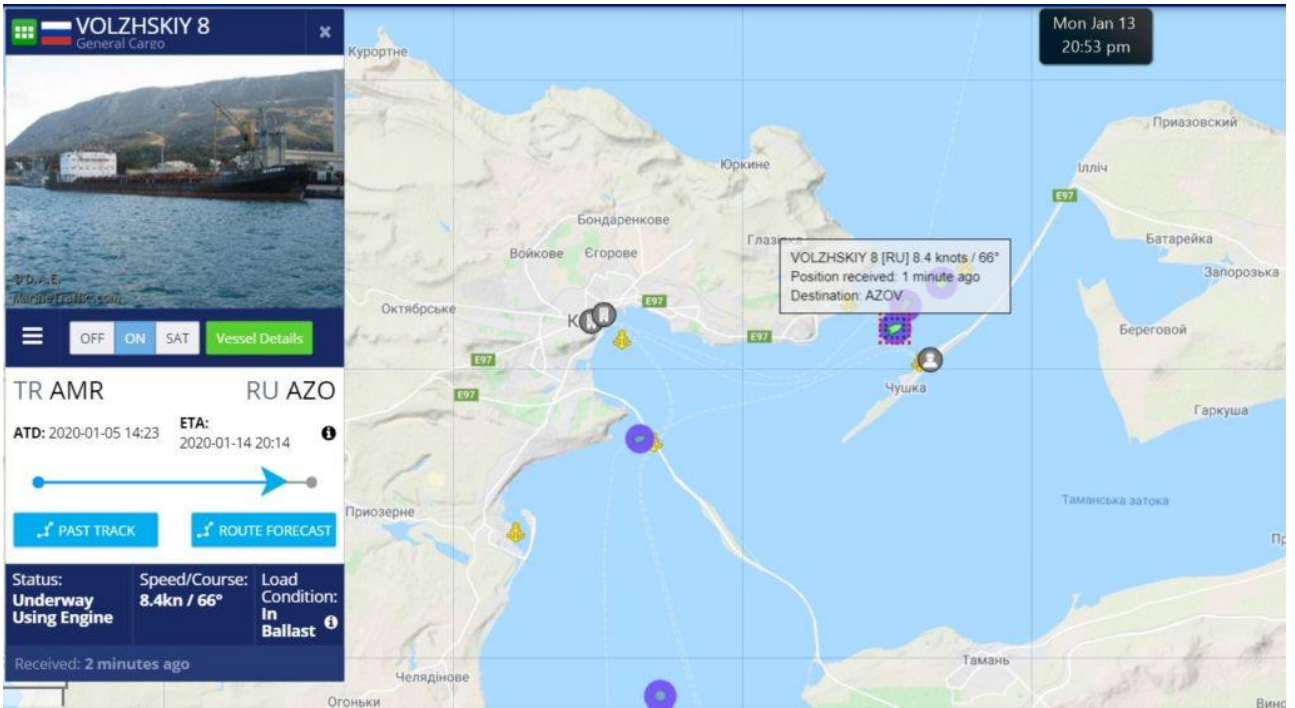 VOLZHSKIY 8
General Cargo
×
©D.A.E.
MarineTraffic.com
OFF ON SAT Vessel Details
TR AMR RU AZO
ATD: 2020-01-05 14:23
ETA:
2020-01-14 20:14
PAST TRACK ROUTE FORECAST
Status:
Underway
Using Engine
Speed/Course:
8.4kn / 66°
Load
Condition:
In
Ballast
Received: 2 minutes ago
Mon Jan 13
20:53 pm
Курортне
Приазовский
Юркине
Ілліч
E97
Бондаренкове
Войкове
Єгорове
Батарейка
Запорозька
VOLZHSKIY 8 [RU] 8.4 knots / 66°
Position received: 1 minute ago
Destination: AZOV
Октябрське
E97
К
E97
Береговой
E97
Чушка
E97
Гаркуша
Таманська затока
Приозерне
Тамань
Челядінове
Огоньки